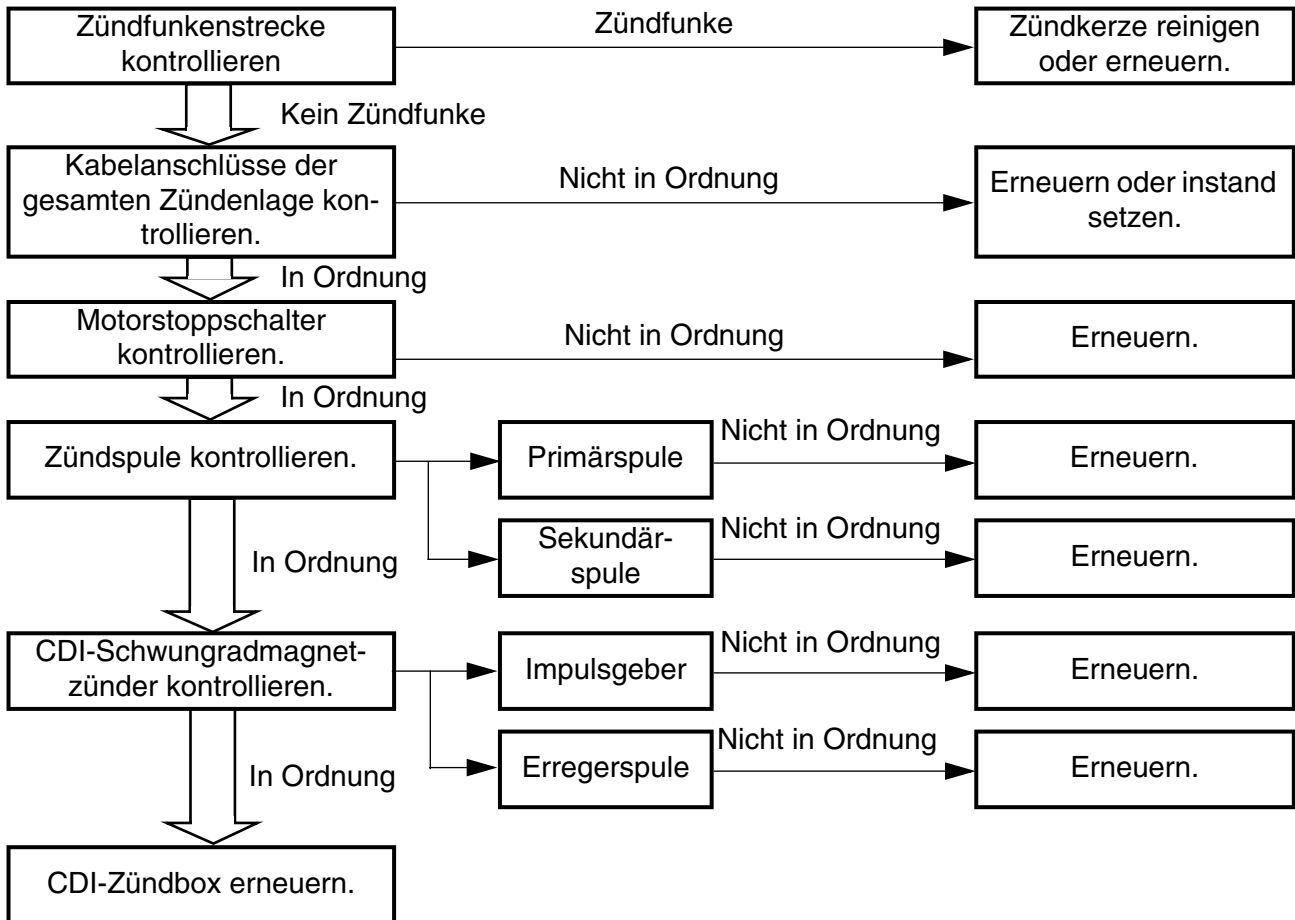 Zündfunkenstrecke
kontrollieren
Zündfunke
Zündkerze reinigen
oder erneuern.
Kein Zündfunke
Kabelanschlüsse der
gesamten Zündenlage kon-
trollieren.
Nicht in Ordnung
Erneuern oder instand
setzen.
In Ordnung
Motorstoppschalter
kontrollieren.
Nicht in Ordnung
Erneuern.
In Ordnung
Zündspule kontrollieren.
Primärspule
Nicht in Ordnung
Erneuern.
Sekundär-
spule
Nicht in Ordnung
Erneuern.
In Ordnung
CDI-Schwungradmagnet-
zünder kontrollieren.
Impulsgeber
Nicht in Ordnung
Erneuern.
Erregerspule
Nicht in Ordnung
Erneuern.
In Ordnung
CDI-Zündbox erneuern.